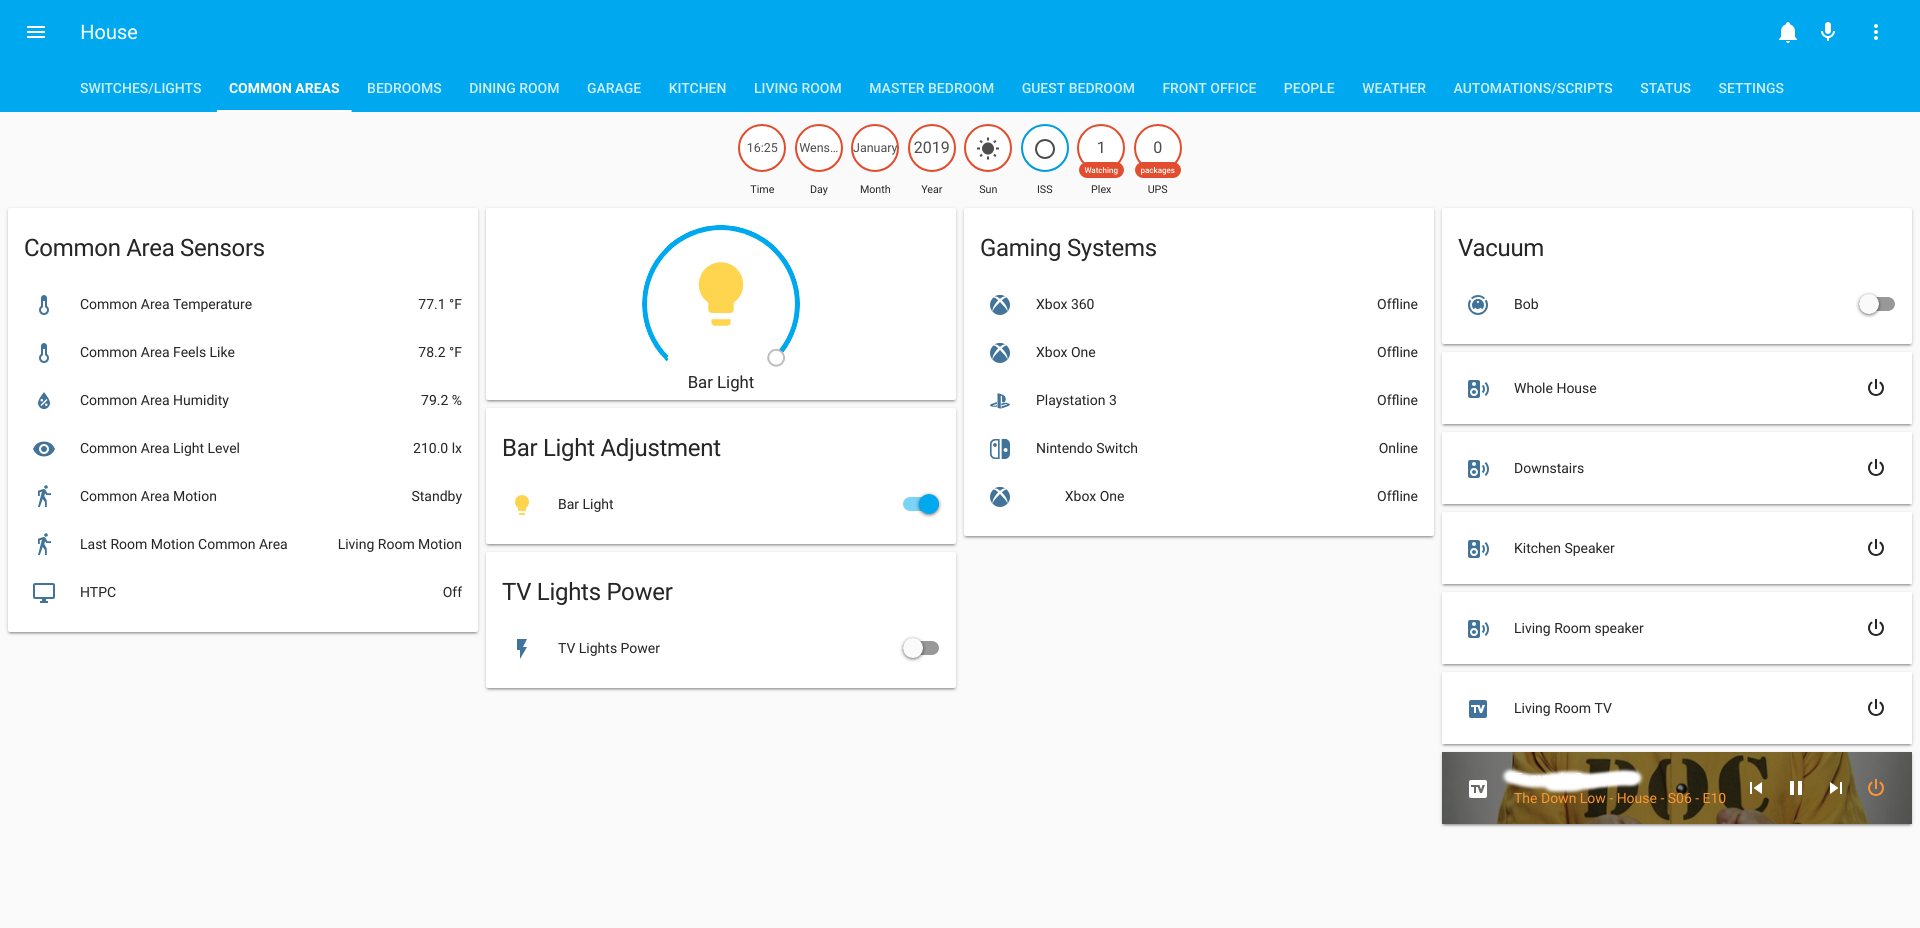 House
SWITCHES/LIGHTS COMMON AREAS BEDROOMS DINING ROOM GARAGE KITCHEN LIVING ROOM MASTER BEDROOM GUEST BEDROOM FRONT OFFICE PEOPLE WEATHER AUTOMATIONS/SCRIPTS STATUS SETTINGS
16:25 Wens... January 2019 1 0
Watching packages
Time Day Month Year Sun ISS Plex UPS
Common Area Sensors
Common Area Temperature 77.1 °F
Common Area Feels Like 78.2 °F
Common Area Humidity 79.2 %
Common Area Light Level 210.0 lx
Common Area Motion Standby
Last Room Motion Common Area Living Room Motion
HTPC Off
Bar Light
Bar Light Adjustment
Bar Light
TV Lights Power
TV Lights Power
Gaming Systems
Xbox 360 Offline
Xbox One Offline
Playstation 3 Offline
Nintendo Switch Online
Xbox One Offline
Vacuum
Bob
Whole House
Downstairs
Kitchen Speaker
Living Room speaker
TV Living Room TV
DOC
TV
The Down Low - House - S06 - E10